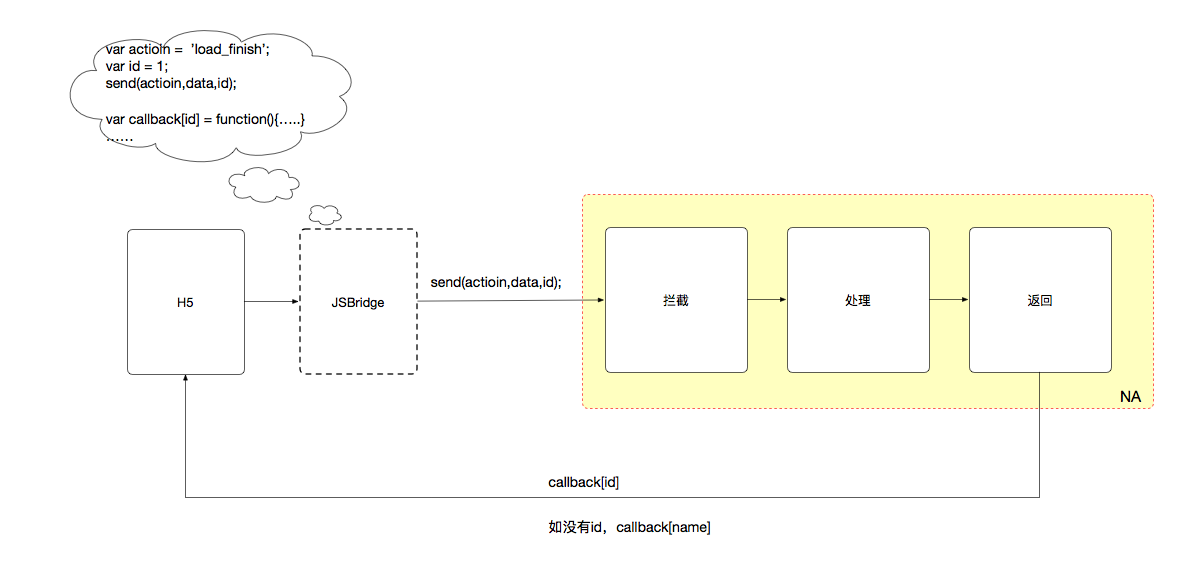 var actioin =  'load_finish';
var id = 1;
send(actioin,data,id);
var callback[id] = function(){…..}
……
H5
JSBridge
send(actioin,data,id);
拦截
处理
返回
NA
callback[id]
如没有id，callback[name]